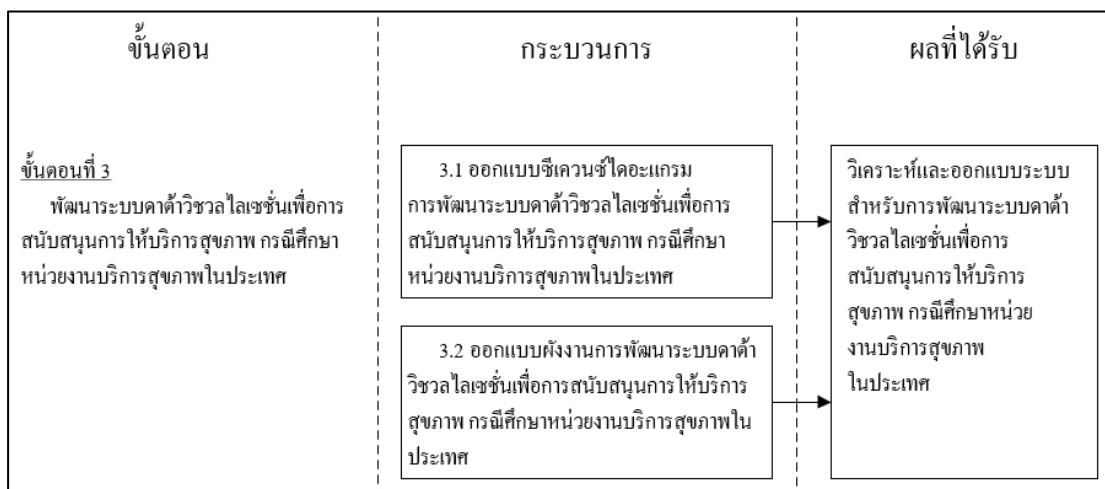 ขั้นตอน
กระบวนการ
ผลที่ได้รับ
ขั้นตอนที่ 3
พัฒนาระบบดาต้าวิชวลไลเซชั่นเพื่อการ
สนับสนุนการให้บริการสุขภาพ กรณีศึกษา
หน่วยงานบริการสุขภาพในประเทศ
3.1 ออกแบบซีเควนซ์ไดอะแกรม
การพัฒนาระบบดาต้าวิชวลไลเซชั่นเพื่อการ
สนับสนุนการให้บริการสุขภาพ กรณีศึกษา
หน่วยงานบริการสุขภาพในประเทศ
3.2 ออกแบบผังงานการพัฒนาระบบดาต้า
วิชวลไลเซชั่นเพื่อการสนับสนุนการให้บริการ
สุขภาพ กรณีศึกษาหน่วยงานบริการสุขภาพใน
ประเทศ
วิเคราะห์และออกแบบระบบ
สำหรับการพัฒนาระบบดาต้า
วิชวลไลเซชั่นเพื่อการ
สนับสนุนการให้บริการ
สุขภาพ กรณีศึกษาหน่วย
งานบริการสุขภาพ
ในประเทศ